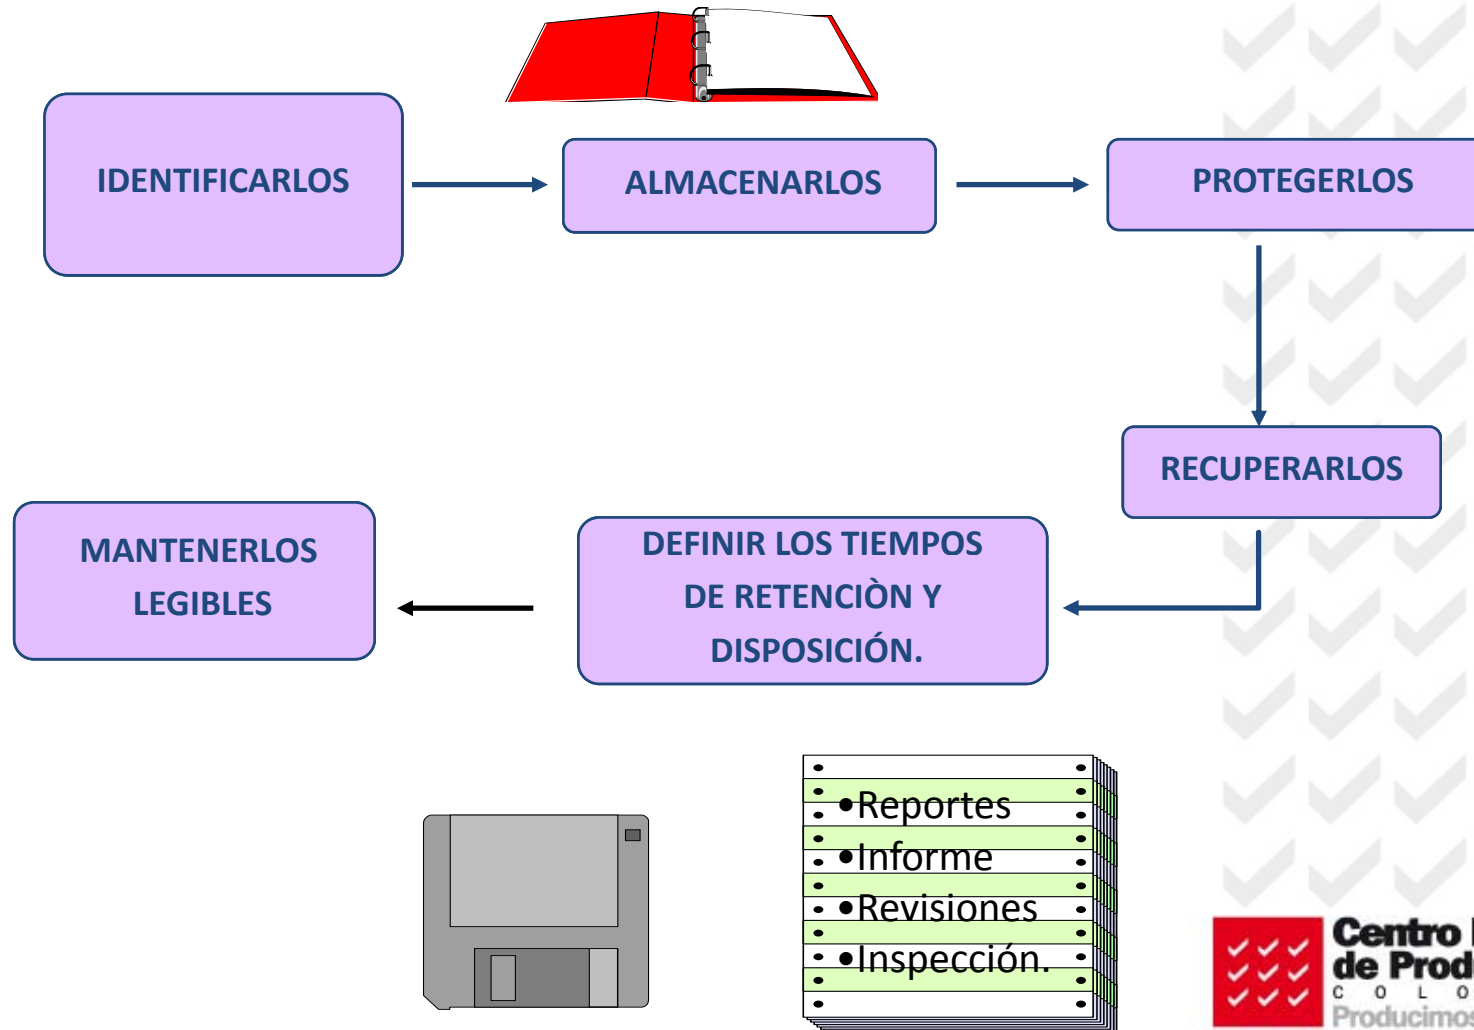 IDENTIFICARLOS
ALMACENARLOS
PROTEGERLOS
RECUPERARLOS
DEFINIR LOS TIEMPOS
DE RETENCIÒN Y
DISPOSICIÓN.
MANTENERLOS
LEGIBLES
•Reportes
•Informe
•Revisiones
•Inspección.
Centro
de Prod
C O L O
Producimos